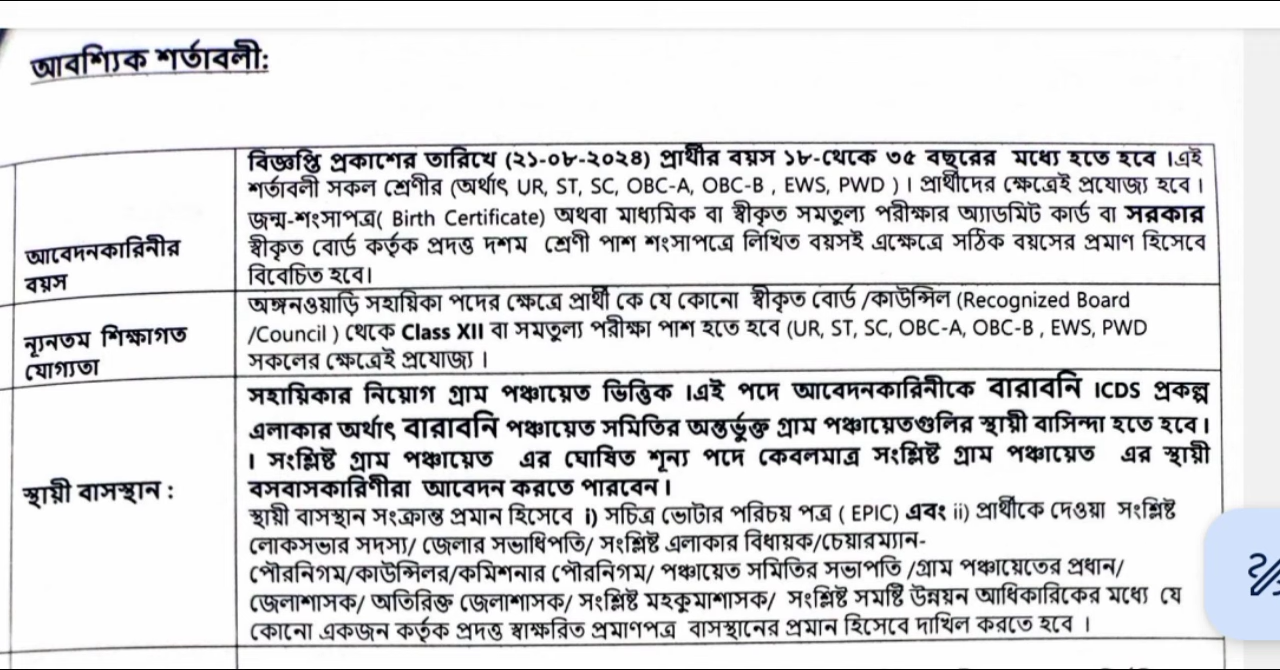 আবশ্যিক শর্তাবলী:
আবেদনকারিনীর
বয়স
বিজ্ঞপ্তি প্রকাশের তারিখে (২১-০৮-২০২৪) প্রার্থীর বয়স ১৮-থেকে ৩৫ বছরের মধ্যে হতে হবে ।এই
শর্তাবলী সকল শ্রেণীর (অর্থাৎ UR, ST, SC, OBC-A, OBC-B , EWS, PWD ) । প্রার্থীদের ক্ষেত্রেই প্রযোজ্য হবে ।
জন্ম-শংসাপত্র( Birth Certificate) অথবা মাধ্যমিক বা স্বীকৃত সমতুল্য পরীক্ষার অ্যাডমিট কার্ড বা সরকার
স্বীকৃত বোর্ড কর্তৃক প্রদত্ত দশম শ্রেণী পাশ শংসাপত্রে লিখিত বয়সই এক্ষেত্রে সঠিক বয়সের প্রমাণ হিসেবে
বিবেচিত হবে।
ন্যূনতম শিক্ষাগত
যোগ্যতা
অঙ্গনওয়াড়ি সহায়িকা পদের ক্ষেত্রে প্রার্থী কে যে কোনো স্বীকৃত বোর্ড /কাউন্সিল (Recognized Board
/Council ) থেকে Class XII বা সমতুল্য পরীক্ষা পাশ হতে হবে (UR, ST, SC, OBC-A, OBC-B , EWS, PWD
সকলের ক্ষেত্রেই প্রযোজ্য ।
স্থায়ী বাসস্থান :
সহায়িকার নিয়োগ গ্রাম পঞ্চায়েত ভিত্তিক ।এই পদে আবেদনকারিনীকে বারাবনি ICDS প্রকল্প
এলাকার অর্থাৎ বারাবনি পঞ্চায়েত সমিতির অন্তর্ভুক্ত গ্রাম পঞ্চায়েতগুলির স্থায়ী বাসিন্দা হতে হবে।
। সংশ্লিষ্ট গ্রাম পঞ্চায়েত এর ঘোষিত শূন্য পদে কেবলমাত্র সংশ্লিষ্ট গ্রাম পঞ্চায়েত এর স্থায়ী
বসবাসকারিণীরা আবেদন করতে পারবেন।
স্থায়ী বাসস্থান সংক্রান্ত প্রমান হিসেবে i) সচিত্র ভোটার পরিচয় পত্র ( EPIC) এবং ii) প্রার্থীকে দেওয়া সংশ্লিষ্ট
লোকসভার সদস্য/ জেলার সভাধিপতি/ সংশ্লিষ্ট এলাকার বিধায়ক/চেয়ারম্যান-
পৌরনিগম/কাউন্সিলর/কমিশনার পৌরনিগম/ পঞ্চায়েত সমিতির সভাপতি /গ্রাম পঞ্চায়েতের প্রধান/
জেলাশাসক/ অতিরিক্ত জেলাশাসক/ সংশ্লিষ্ট মহকুমাশাসক/ সংশ্লিষ্ট সমষ্টি উন্নয়ন আধিকারিকের মধ্যে যে
কোনো একজন কর্তৃক প্রদত্ত স্বাক্ষরিত প্রমাণপত্র বাসস্থানের প্রমান হিসেবে দাখিল করতে হবে ।